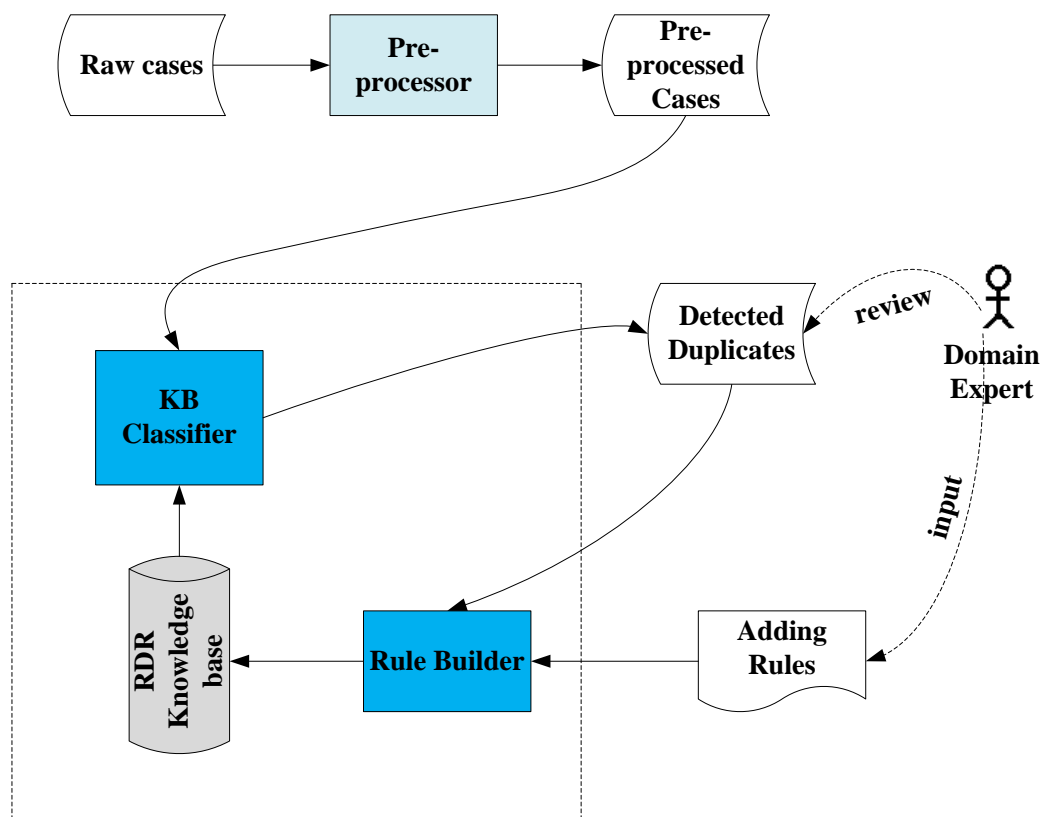 Raw cases
Pre-
processor
Pre-
processed
Cases
Detected
Duplicates
review
Domain
Expert
KB
Classifier
input
RDR
Knowledge
base
Rule Builder
Adding
Rules